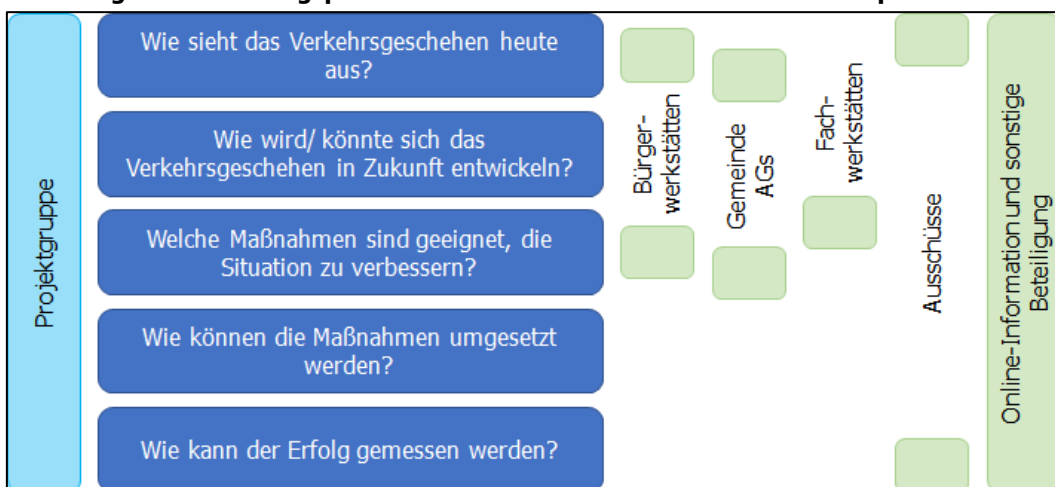 Projektgruppe
Wie sieht das Verkehrsgeschehen heute
aus?
Wie wird/ könnte sich das
Verkehrsgeschehen in Zukunft entwickeln?
Welche Maßnahmen sind geeignet, die
Situation zu verbessern?
Wie können die Maßnahmen umgesetzt
werden?
Wie kann der Erfolg gemessen werden?
Bürger-
werkstätten
Gemeinde
AGs
Fach-
werkstätten
Ausschüsse
Online-Information und sonstige
Beteiligung